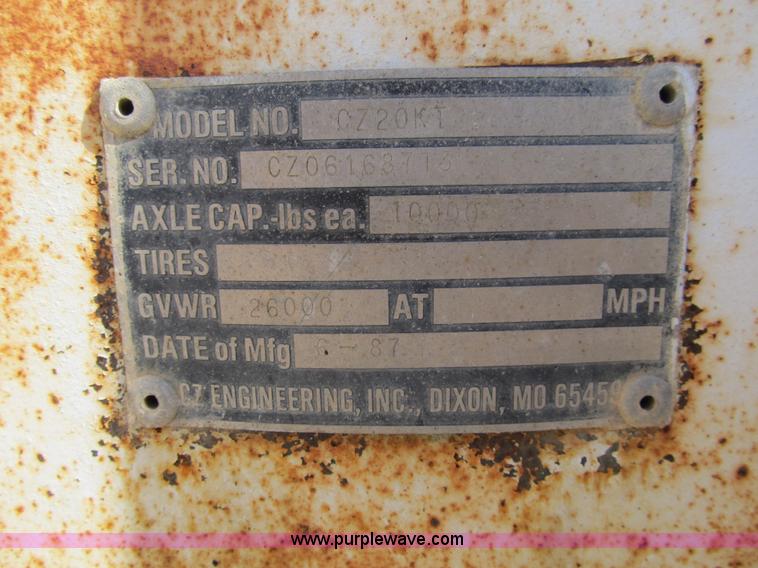 MODEL NO. CZ20KT
SER. NO. CZ06168713
AXLE CAP.-lbs ea. 10000
TIRES
GVWR 26000 AT MPH
DATE of Mfg 6-87
CZ ENGINEERING, INC., DIXON, MO 65459
www.purplewave.com